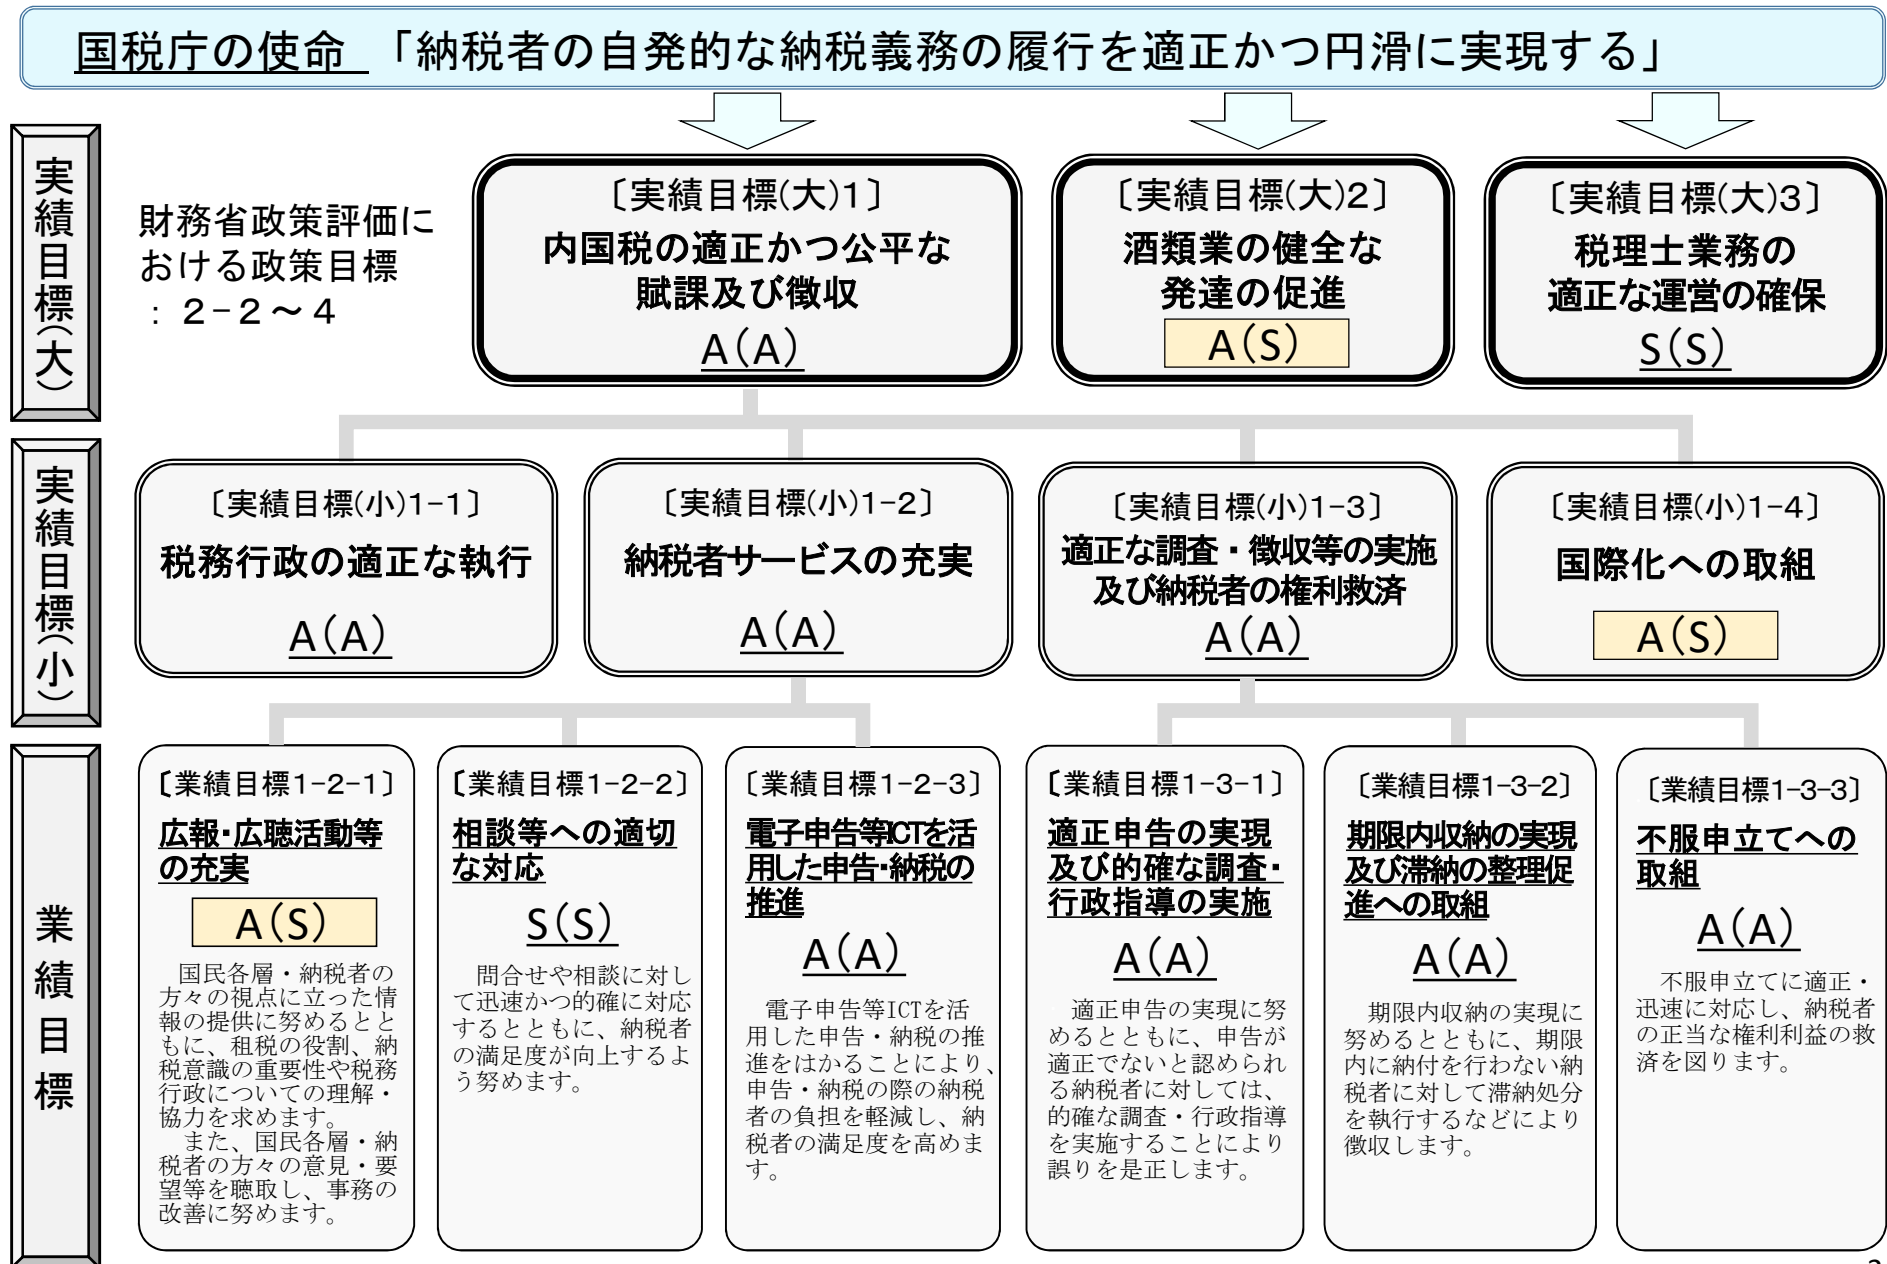 国税庁の使命 「納税者の自発的な納税義務の履行を適正かつ円滑に実現する」
実績目標(大)
財務省政策評価に
おける政策目標
：２-２～４
〔実績目標(大)1〕
内国税の適正かつ公平な
賦課及び徴収
A(A)
〔実績目標(大)2〕
酒類業の健全な
発達の促進
A(S)
〔実績目標(大)3〕
税理士業務の
適正な運営の確保
S(S)
実績目標(小)
〔実績目標(小)1-1〕
税務行政の適正な執行
A(A)
〔実績目標(小)1-2〕
納税者サービスの充実
A(A)
〔実績目標(小)1-3〕
適正な調査・徴収等の実施
及び納税者の権利救済
A(A)
〔実績目標(小)1-4〕
国際化への取組
A(S)
業績目標
〔業績目標1-2-1〕
広報・広聴活動等
の充実
A(S)
国民各層・納税者の
方々の視点に立った情
報の提供に努めるとと
もに、租税の役割、納
税意識の重要性や税務
行政についての理解・
協力を求めます。
また、国民各層・納
税者の方々の意見・要
望等を聴取し、事務の
改善に努めます。
〔業績目標1-2-2〕
相談等への適切
な対応
S(S)
問合せや相談に対し
て迅速かつ的確に対応
するとともに、納税者
の満足度が向上するよ
う努めます。
〔業績目標1-2-3〕
電子申告等ICTを活
用した申告・納税の
推進
A(A)
電子申告等ICTを活
用した申告・納税の推
進をはかることにより、
申告・納税の際の納税
者の負担を軽減し、納
税者の満足度を高めま
す。
〔業績目標1-3-1〕
適正申告の実現
及び的確な調査・
行政指導の実施
A(A)
適正申告の実現に努
めるとともに、申告が
適正でないと認められ
る納税者に対しては、
的確な調査・行政指導
を実施することにより
誤りを是正します。
〔業績目標1-3-2〕
期限内収納の実現
及び滞納の整理促
進への取組
A(A)
期限内収納の実現に
努めるとともに、期限
内に納付を行わない納
税者に対して滞納処分
を執行するなどにより
徴収します。
〔業績目標1-3-3〕
不服申立てへの
取組
A(A)
不服申立てに適正・
迅速に対応し、納税者
の正当な権利利益の救
済を図ります。